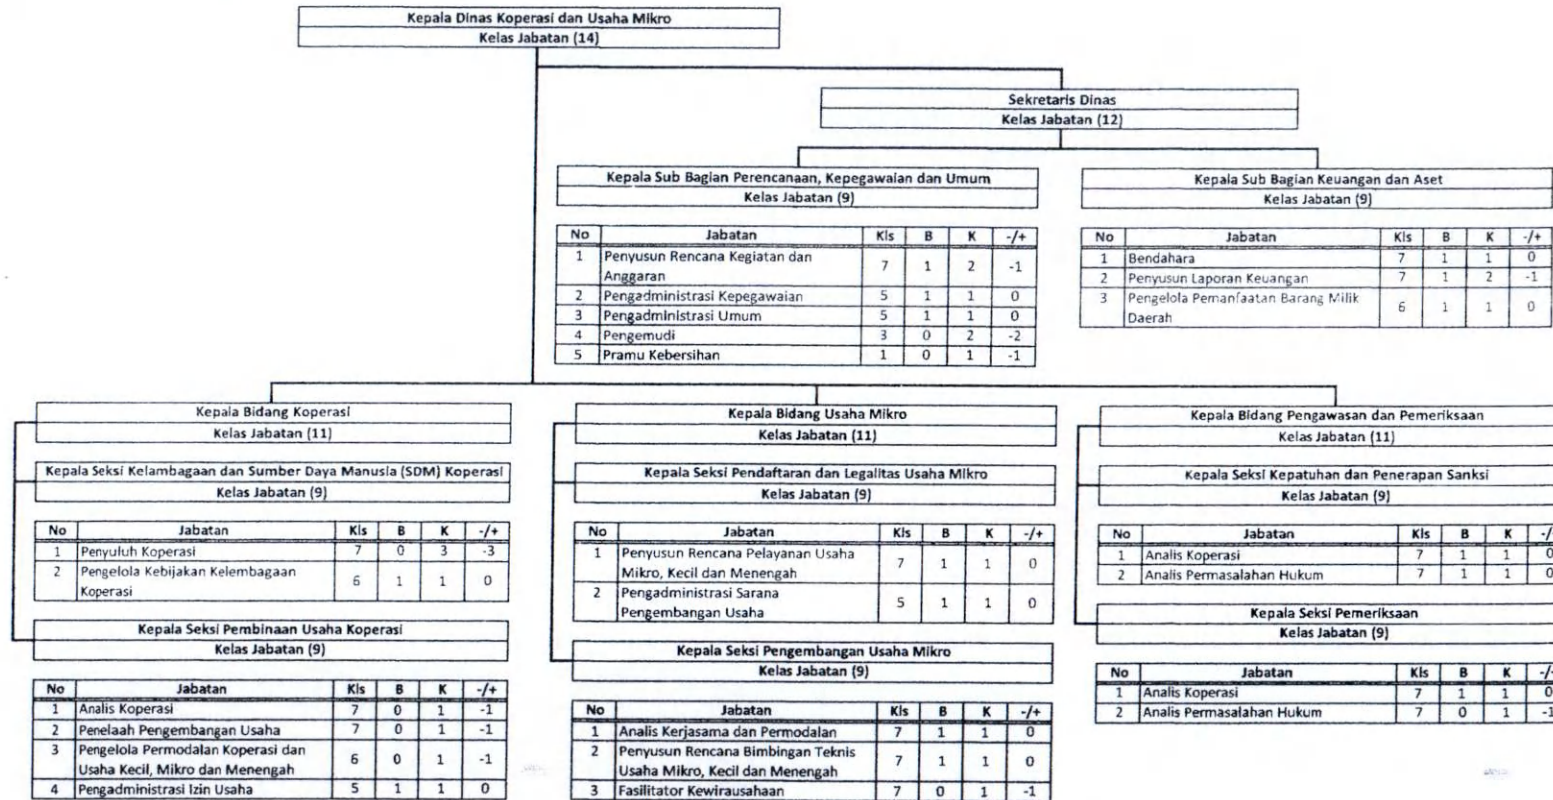 Kepala Dinas Koperasi dan Usaha Mikro
Kelas Jabatan (14)
Sekretaris Dinas
Kelas Jabatan (12)
Kepala Sub Bagian Perencanaan, Kepegawaian dan Umum
Kelas Jabatan (9)
No Jabatan Kls B K -/+
1 Penyusun Rencana Kegiatan dan
Anggaran 7 1 2 -1
2 Pengadministrasi Kepegawaian 5 1 1 0
3 Pengadministrasi Umum 5 1 1 0
4 Pengemudi 3 0 2 -2
5 Pramu Kebersihan 1 0 1 -1
Kepala Sub Bagian Keuangan dan Aset
Kelas Jabatan (9)
No Jabatan Kls B K -/+
1 Bendahara 7 1 1 0
2 Penyusun Laporan Keuangan 7 1 2 -1
3 Pengelola Pemanfaatan Barang Milik
Daerah 6 1 1 0
Kepala Bidang Koperasi
Kelas Jabatan (11)
Kepala Seksi Kelambagaan dan Sumber Daya Manusia (SDM) Koperasi
Kelas Jabatan (9)
No Jabatan Kls B K -/+
1 Penyuluh Koperasi 7 0 3 -3
2 Pengelola Kebijakan Kelembagaan
Koperasi 6 1 1 0
Kepala Seksi Pembinaan Usaha Koperasi
Kelas Jabatan (9)
No Jabatan Kls B K -/+
1 Analis Koperasi 7 0 1 -1
2 Penelaah Pengembangan Usaha 7 0 1 -1
3 Pengelola Permodalan Koperasi dan
Usaha Kecil, Mikro dan Menengah 6 0 1 -1
4 Pengadministrasi Izin Usaha 5 1 1 0
Kepala Bidang Usaha Mikro
Kelas Jabatan (11)
Kepala Seksi Pendaftaran dan Legalitas Usaha Mikro
Kelas Jabatan (9)
No Jabatan Kls B K -/+
1 Penyusun Rencana Pelayanan Usaha
Mikro, Kecil dan Menengah 7 1 1 0
2 Pengadministrasi Sarana
Pengembangan Usaha 5 1 1 0
Kepala Seksi Pengembangan Usaha Mikro
Kelas Jabatan (9)
No Jabatan Kls B K -/+
1 Analis Kerjasama dan Permodalan 7 1 1 0
2 Penyusun Rencana Bimbingan Teknis
Usaha Mikro, Kecil dan Menengah 7 1 1 0
3 Fasilitator Kewirausahaan 7 0 1 -1
Kepala Bidang Pengawasan dan Pemeriksaan
Kelas Jabatan (11)
Kepala Seksi Kepatuhan dan Penerapan Sanksi
Kelas Jabatan (9)
No Jabatan Kls B K -/
1 Analis Koperasi 7 1 1 0
2 Analis Permasalahan Hukum 7 1 1 0
Kepala Seksi Pemeriksaan
Kelas Jabatan (9)
No Jabatan Kls B K -/
1 Analis Koperasi 7 1 1 0
2 Analis Permasalahan Hukum 7 0 1 -1